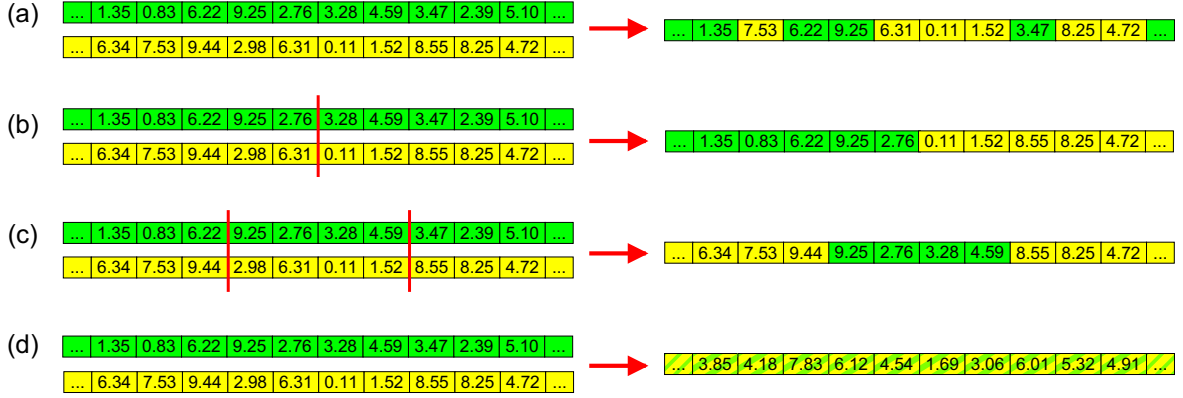 (a)
... 1.35 0.83 6.22 9.25 2.76 3.28 4.59 3.47 2.39 5.10 ...
... 6.34 7.53 9.44 2.98 6.31 0.11 1.52 8.55 8.25 4.72 ...
... 1.35 7.53 6.22 9.25 6.31 0.11 1.52 3.47 8.25 4.72 ...
(b)
... 1.35 0.83 6.22 9.25 2.76 3.28 4.59 3.47 2.39 5.10 ...
... 6.34 7.53 9.44 2.98 6.31 0.11 1.52 8.55 8.25 4.72 ...
... 1.35 0.83 6.22 9.25 2.76 0.11 1.52 8.55 8.25 4.72 ...
(c)
... 1.35 0.83 6.22 9.25 2.76 3.28 4.59 3.47 2.39 5.10 ...
... 6.34 7.53 9.44 2.98 6.31 0.11 1.52 8.55 8.25 4.72 ...
... 6.34 7.53 9.44 9.25 2.76 3.28 4.59 8.55 8.25 4.72 ...
(d)
... 1.35 0.83 6.22 9.25 2.76 3.28 4.59 3.47 2.39 5.10 ...
... 6.34 7.53 9.44 2.98 6.31 0.11 1.52 8.55 8.25 4.72 ...
... 3.85 4.18 7.83 6.12 4.54 1.69 3.06 6.01 5.32 4.91 ...